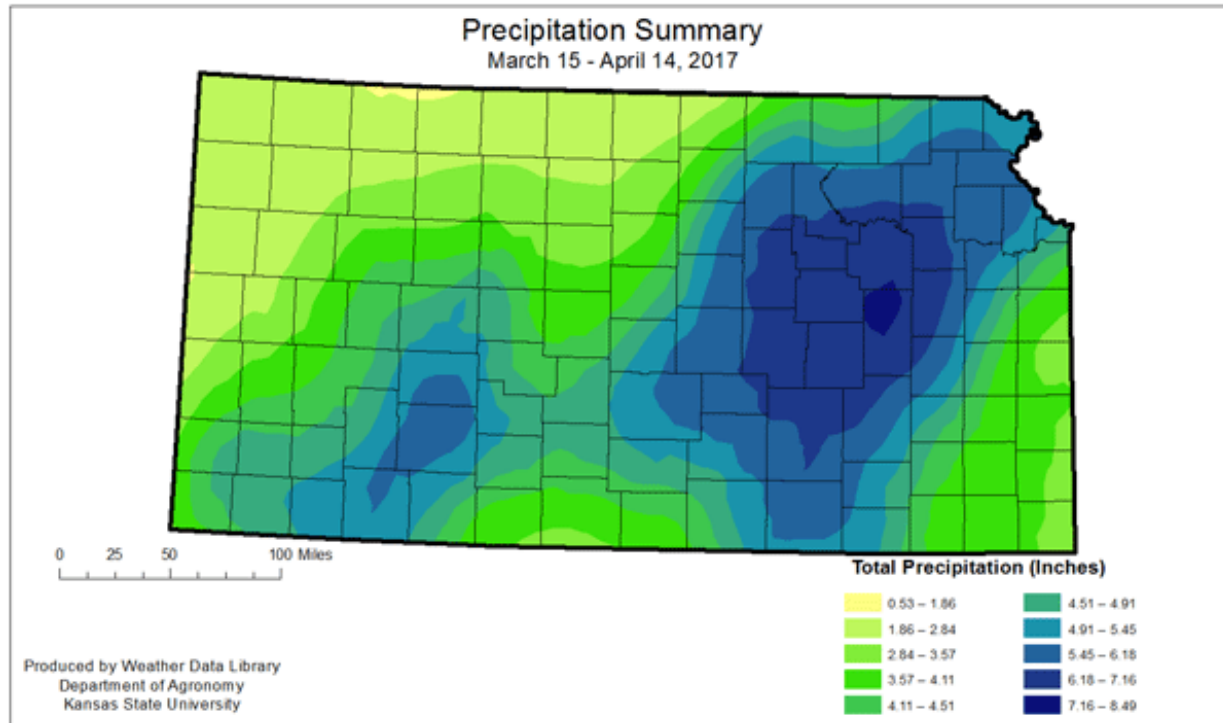 Precipitation Summary
March 15 - April 14, 2017
0 25 50 100 Miles
Total Precipitation (Inches)
0.53 – 1.86
1.86 – 2.84
2.84 – 3.57
3.57 – 4.11
4.11 – 4.51
4.51 – 4.91
4.91 – 5.45
5.45 – 6.18
6.18 – 7.16
7.16 – 8.49
Produced by Weather Data Library
Department of Agronomy
Kansas State University